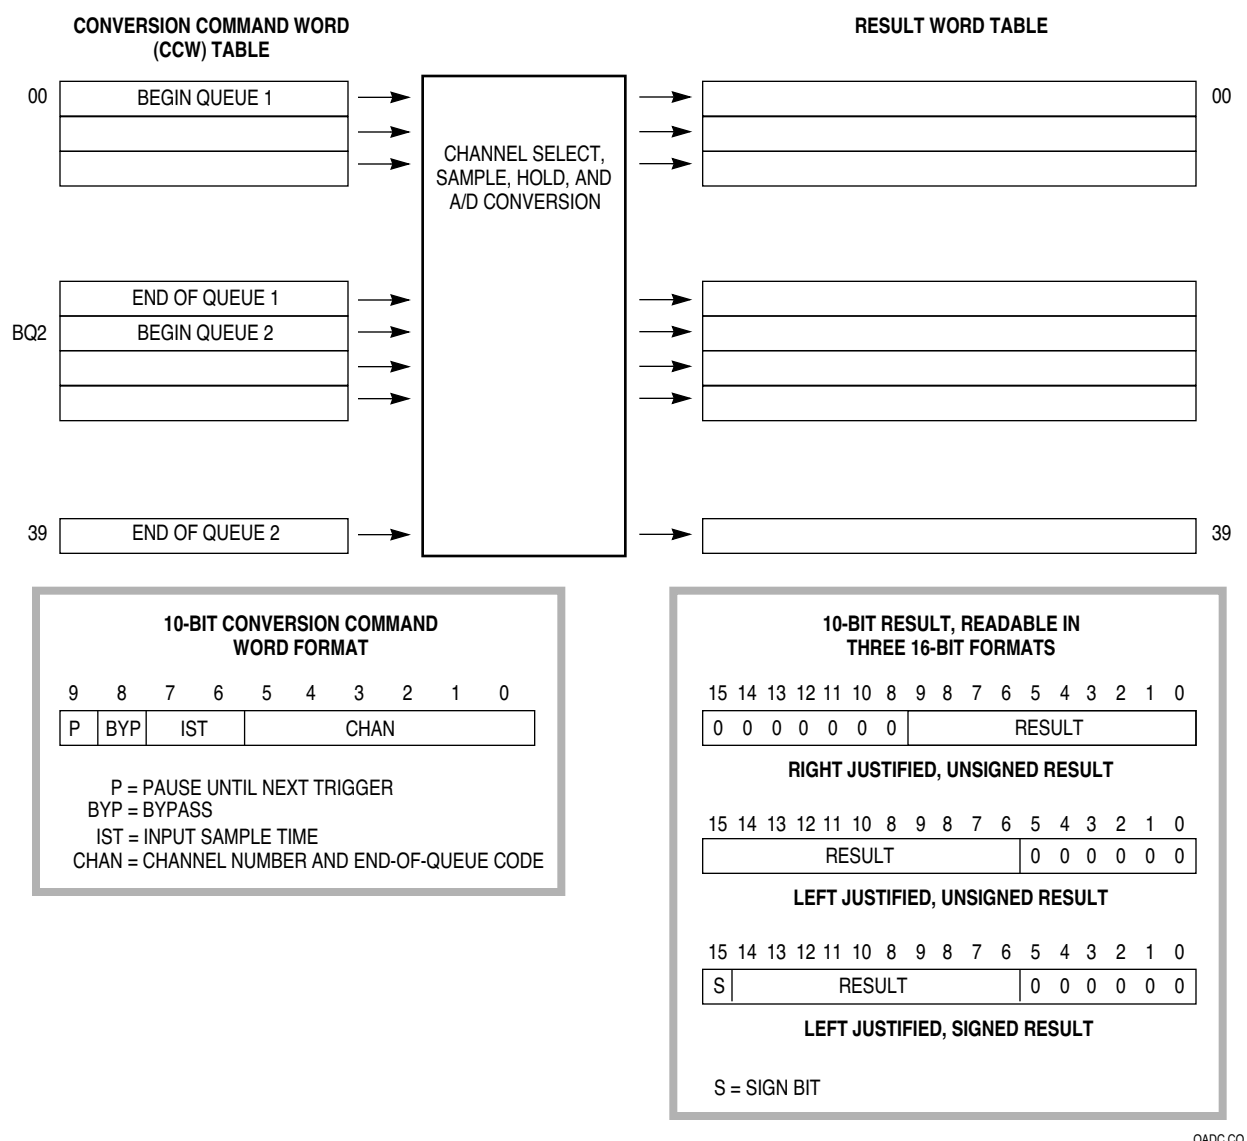 CONVERSION COMMAND WORD
(CCW) TABLE
RESULT WORD TABLE
00 BEGIN QUEUE 1 00
CHANNEL SELECT,
SAMPLE, HOLD, AND
A/D CONVERSION
END OF QUEUE 1
BQ2 BEGIN QUEUE 2
39 END OF QUEUE 2 39
10-BIT CONVERSION COMMAND
WORD FORMAT
9 8 7 6 5 4 3 2 1 0
P BYP IST CHAN
P = PAUSE UNTIL NEXT TRIGGER
BYP = BYPASS
IST = INPUT SAMPLE TIME
CHAN = CHANNEL NUMBER AND END-OF-QUEUE CODE
10-BIT RESULT, READABLE IN
THREE 16-BIT FORMATS
15 14 13 12 11 10 8 9 8 7 6 5 4 3 2 1 0
0 0 0 0 0 0 0 RESULT
RIGHT JUSTIFIED, UNSIGNED RESULT
15 14 13 12 11 10 8 9 8 7 6 5 4 3 2 1 0
RESULT 0 0 0 0 0 0
LEFT JUSTIFIED, UNSIGNED RESULT
15 14 13 12 11 10 8 9 8 7 6 5 4 3 2 1 0
S RESULT 0 0 0 0 0 0
LEFT JUSTIFIED, SIGNED RESULT
S = SIGN BIT